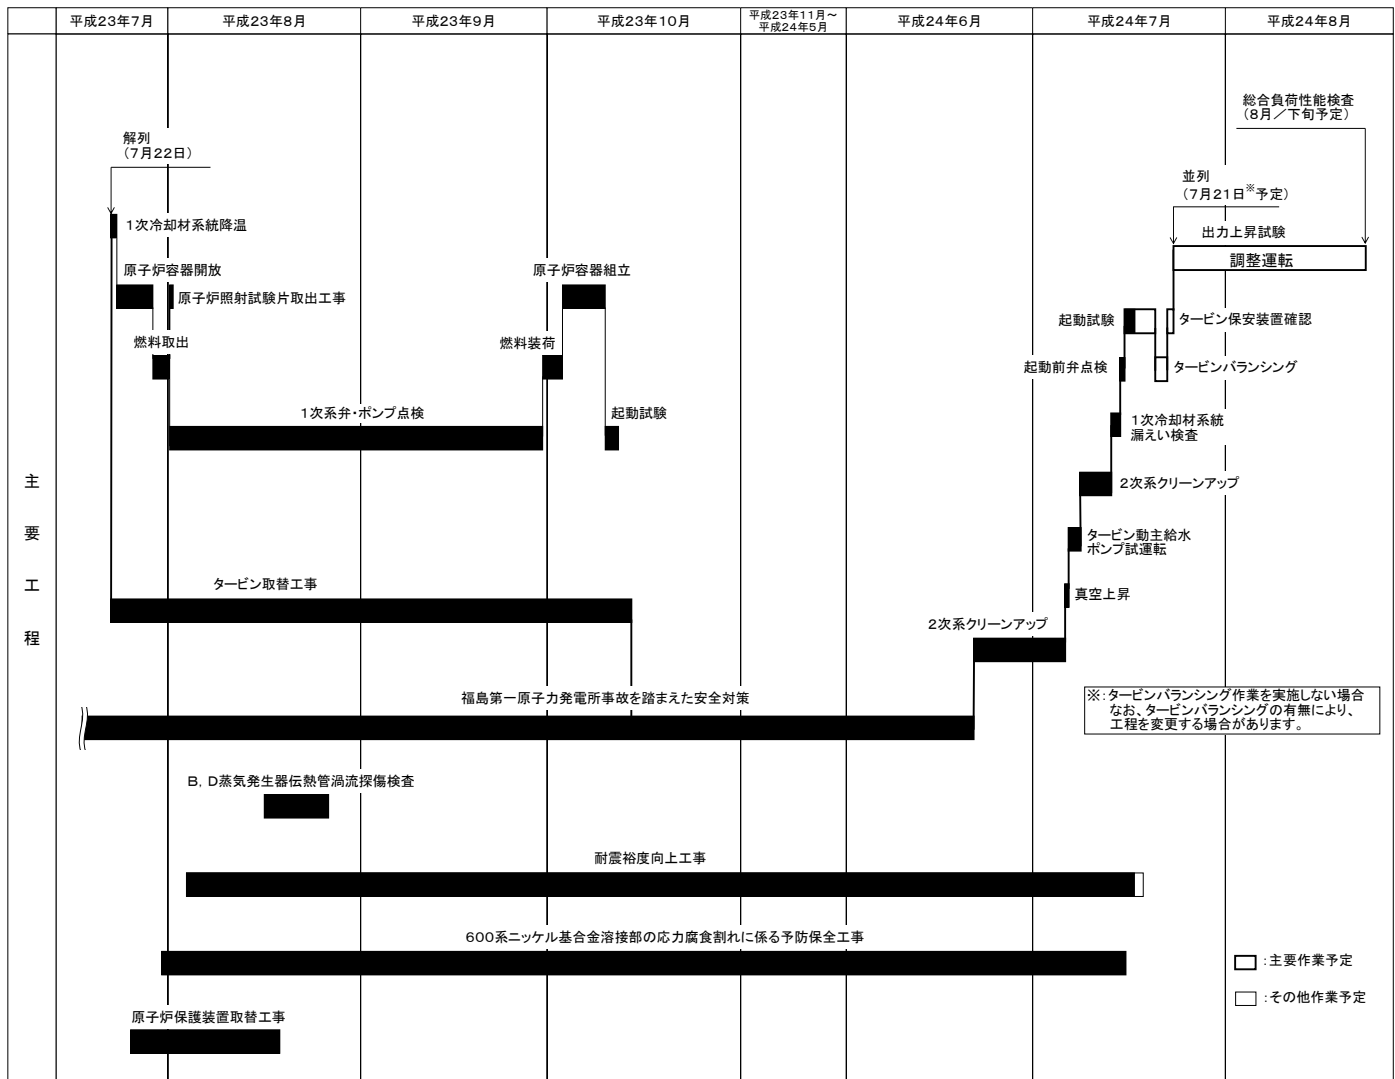 平成23年7月
平成23年8月
平成23年9月
平成23年10月
平成23年11月～
平成24年5月
平成24年6月
平成24年7月
平成24年8月
主要工程
総合負荷性能検査
(8月/下旬予定)
解列
(7月22日)
並列
(7月21日※予定)
1次冷却材系統降温
出力上昇試験
調整運転
原子炉容器開放
原子炉容器組立
原子炉照射試験片取出工事
起動試験
タービン保安装置確認
燃料取出
燃料装荷
起動前弁点検
タービンバランシング
1次系弁・ポンプ点検
起動試験
1次冷却材系統
漏えい検査
2次系クリーンアップ
タービン動主給水
ポンプ試運転
タービン取替工事
真空上昇
2次系クリーンアップ
福島第一原子力発電所事故を踏まえた安全対策
※:タービンバランシング作業を実施しない場合
なお、タービンバランシングの有無により、
工程を変更する場合があります。
B,D蒸気発生器伝熱管渦流探傷検査
耐震裕度向上工事
600系ニッケル基合金溶接部の応力腐食割れに係る予防保全工事
:主要作業予定
:その他作業予定
原子炉保護装置取替工事